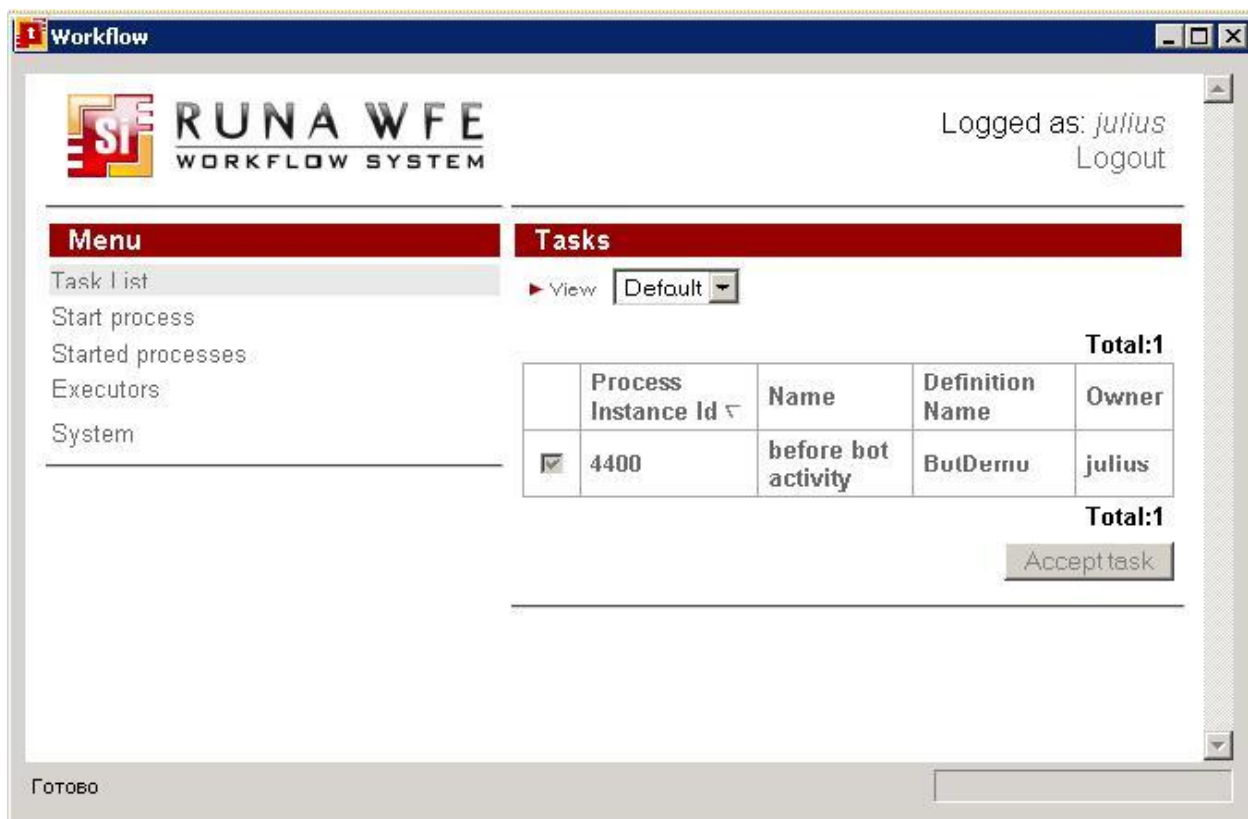 Workflow
Si
RUNA WFE
WORKFLOW SYSTEM
Logged as: julius
Logout
Menu
Task List
Start process
Started processes
Executors
System
Tasks
View Default
Total:1
Process Instance Id Name Definition Name Owner
4400 before bot activity BotDemo julius
Total:1
Accept task
Готово